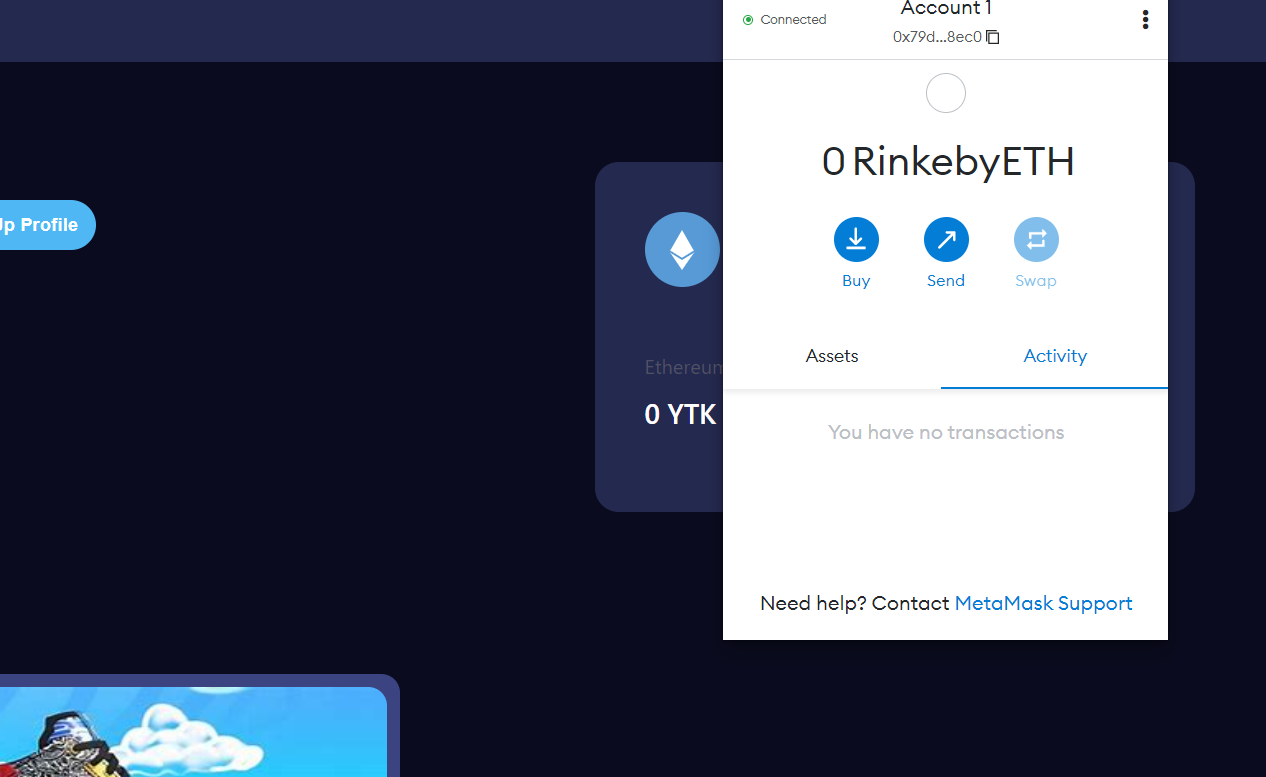 Account 1
Connected
0x79d...8ec0
0 RinkebyETH
Up Profile
Buy
Send
Swap
Assets
Activity
Ethereum
0 YTK
You have no transactions
Need help? Contact MetaMask Support